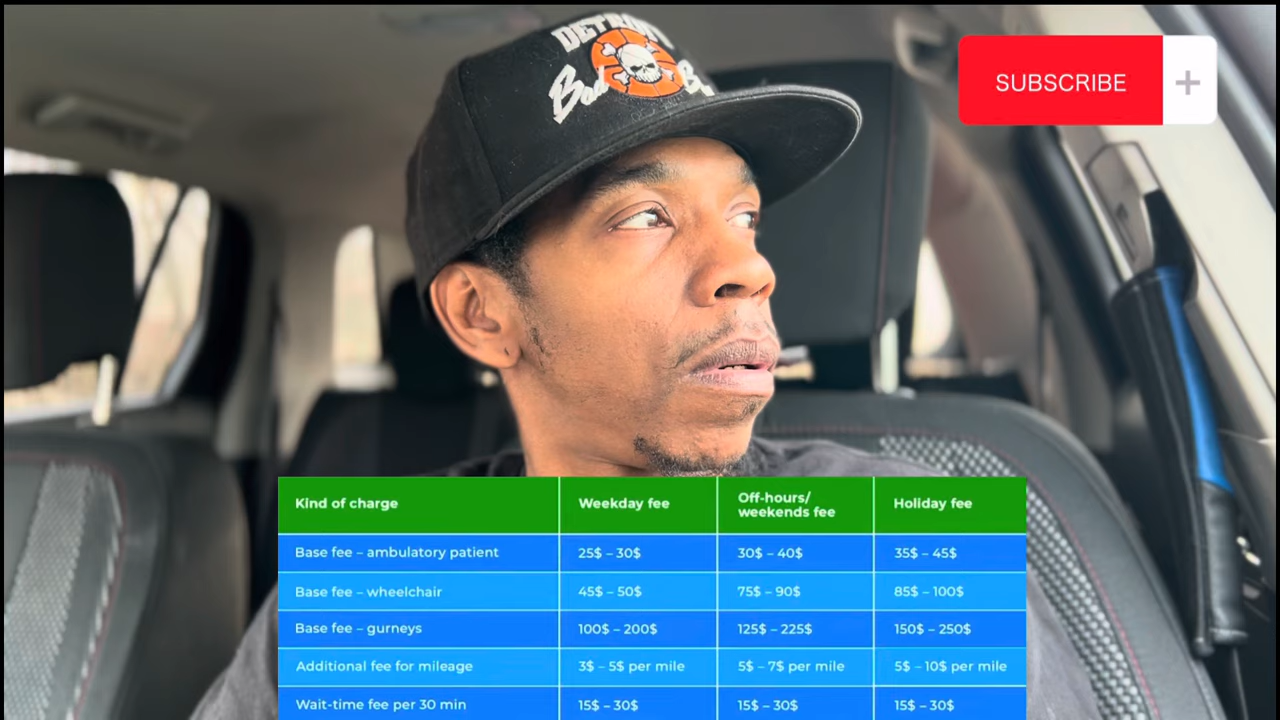 DETROIT
Bad
SUBSCRIBE +
Kind of charge Weekday fee Off-hours/ weekends fee Holiday fee
Base fee – ambulatory patient 25$ – 30$ 30$ – 40$ 35$ – 45$
Base fee – wheelchair 45$ – 50$ 75$ – 90$ 85$ – 100$
Base fee – gurneys 100$ – 200$ 125$ – 225$ 150$ – 250$
Additional fee for mileage 3$ – 5$ per mile 5$ – 7$ per mile 5$ – 10$ per mile
Wait-time fee per 30 min 15$ – 30$ 15$ – 30$ 15$ – 30$